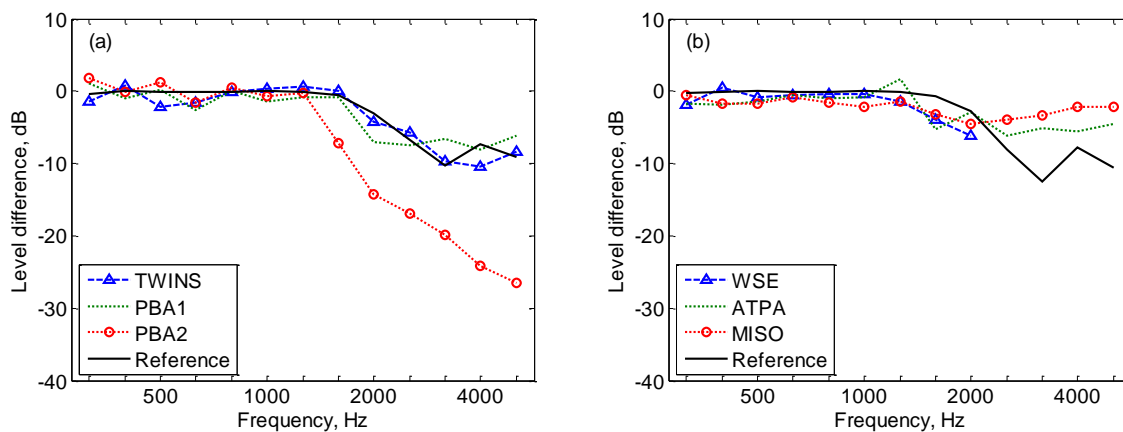 (a)
10
0
-10
-20
-30
-40
Level difference, dB
TWINS
PBA1
PBA2
Reference
500
1000
2000
4000
Frequency, Hz
(b)
10
0
-10
-20
-30
-40
Level difference, dB
WSE
ATPA
MISO
Reference
500
1000
2000
4000
Frequency, Hz